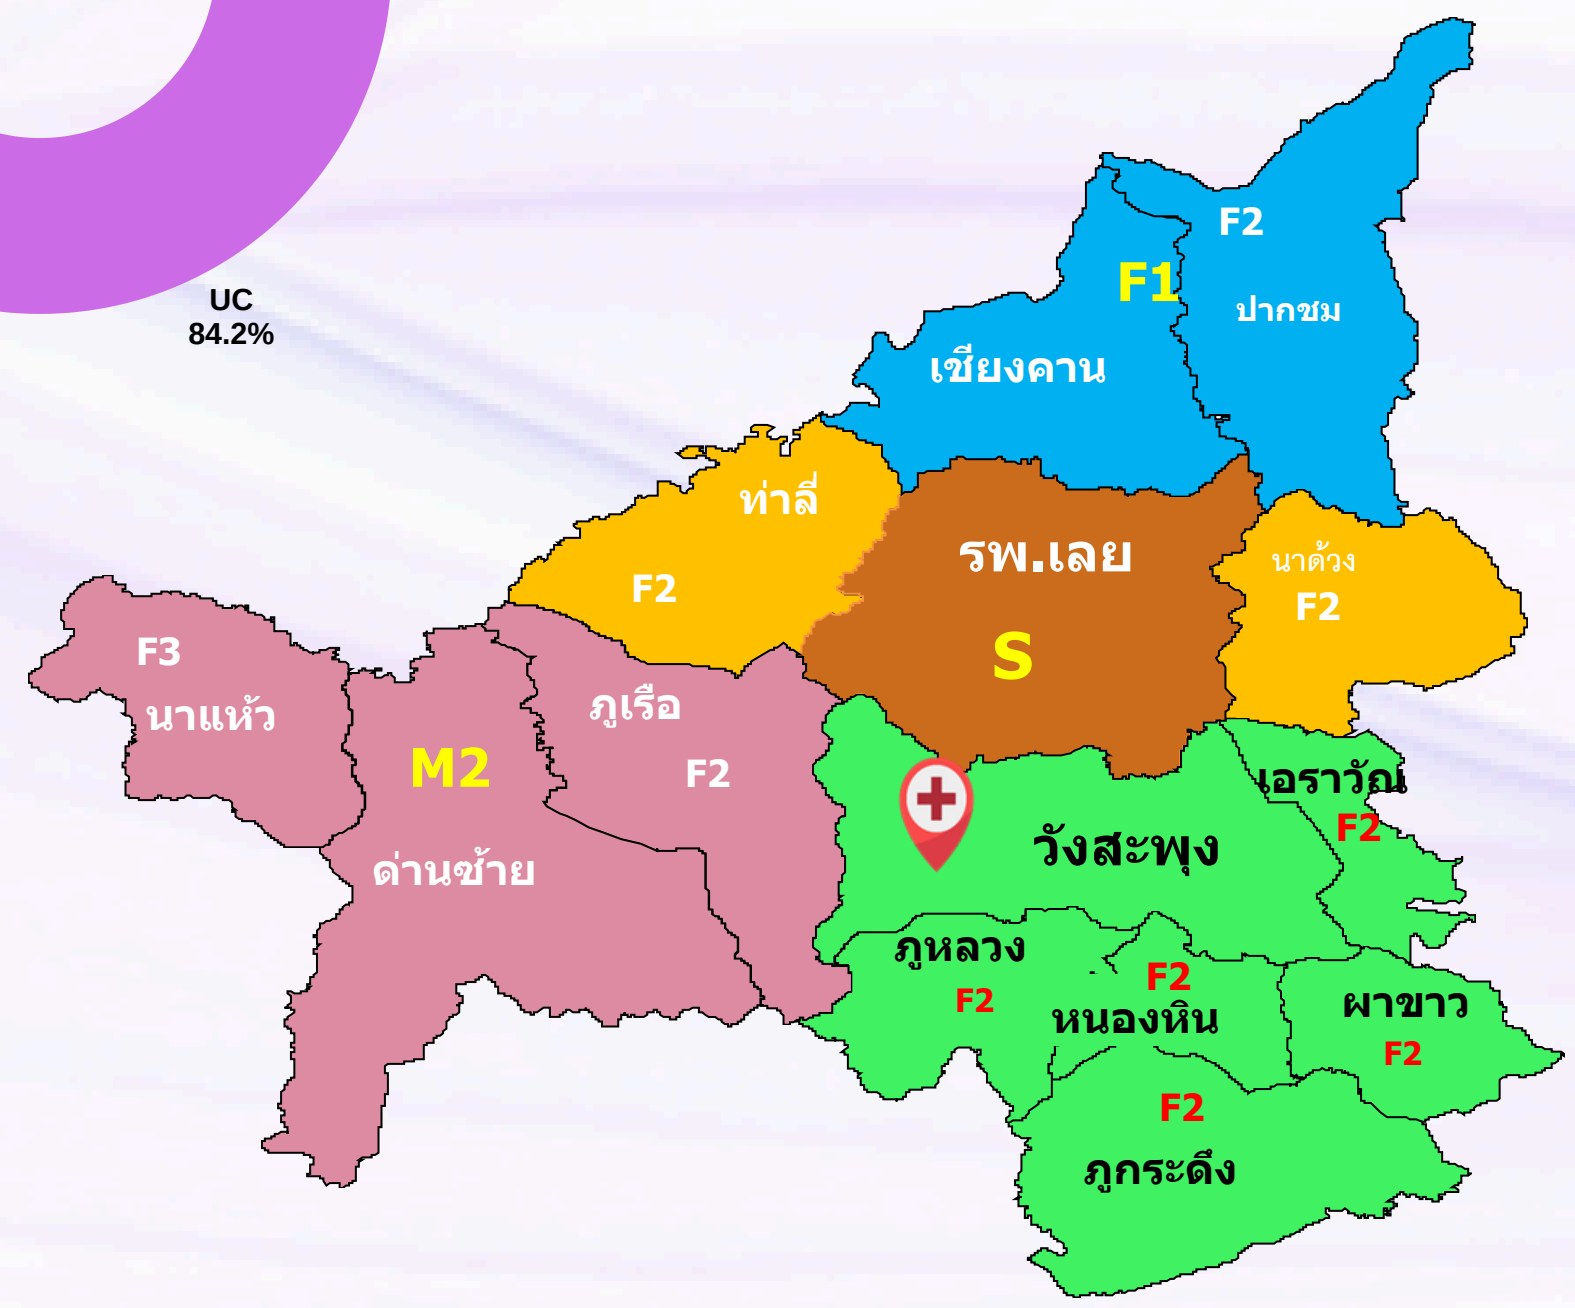 UC
84.2%
F2
F1
ปากชม
เชียงคาน
ท่าลี่
F2
รพ.เลย
S
นาด้วง
F2
F3
นาแห้ว
ภูเรือ
F2
M2
ด่านซ้าย
เอราวัณ
F2
วังสะพุง
ภูหลวง
F2
F2
หนองหิน
ผาขาว
F2
F2
ภูกระดึง